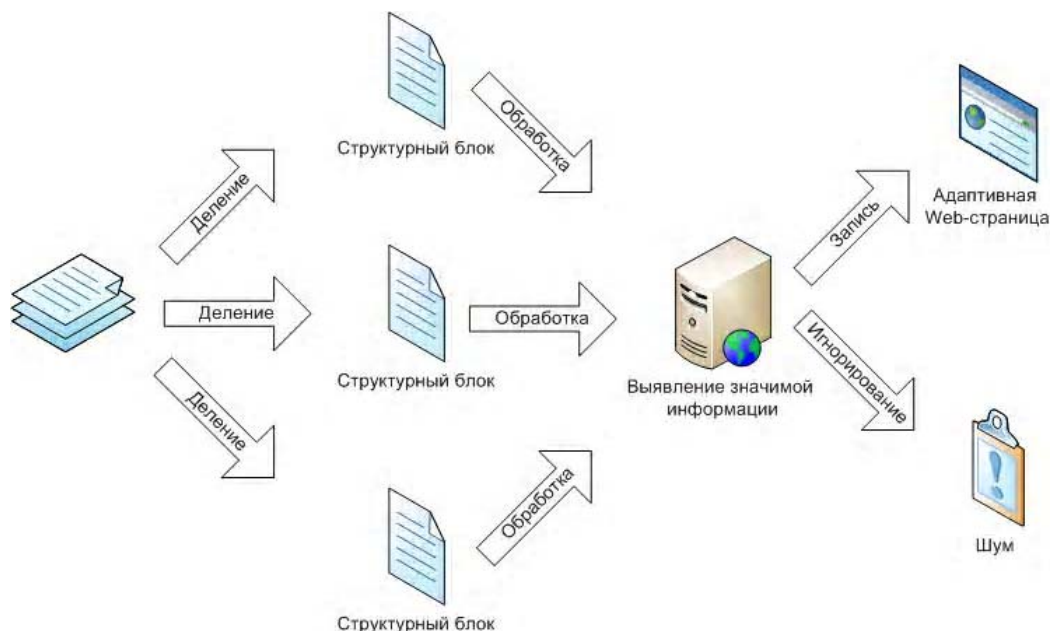 Структурный блок
Обработка
Деление
Адаптивная
Web-страница
Запись
Деление
Обработка
Структурный блок
Выявление значимой
информации
Игнорирование
Деление
Обработка
Шум
Структурный блок